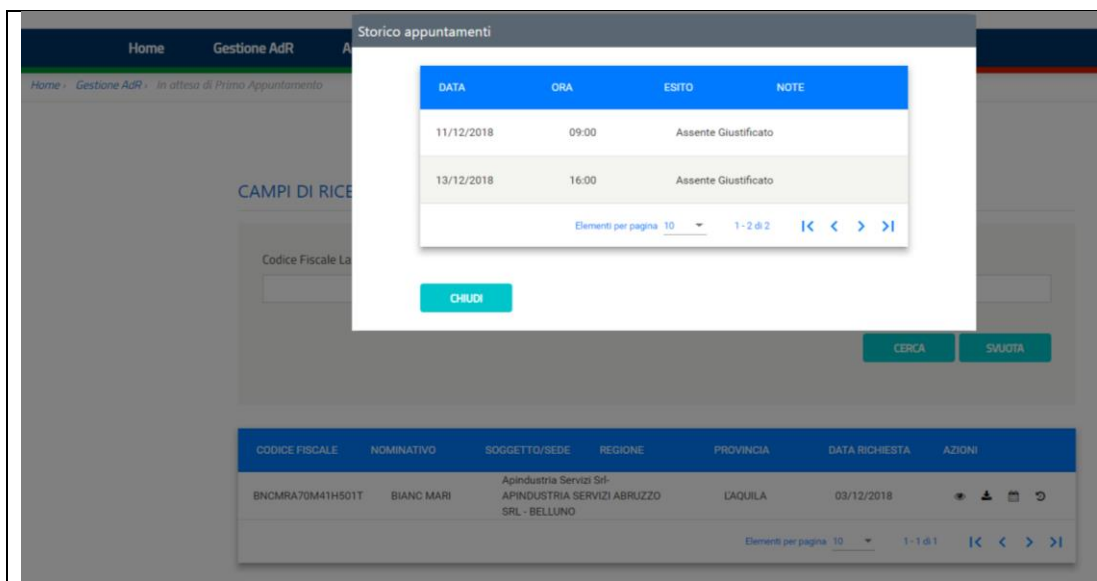 Storico appuntamenti
Home Gestione AdR A
Home › Gestione AdR › In attesa di Primo Appuntamento
DATA ORA ESITO NOTE
11/12/2018 09:00 Assente Giustificato
13/12/2018 16:00 Assente Giustificato
Elementi per pagina 10 1 - 2 di 2
CHIUDI
CAMPI DI RICE
Codice Fiscale La
CERCA SVUOTA
CODICE FISCALE NOMINATIVO SOGGETTO/SEDE REGIONE PROVINCIA DATA RICHIESTA AZIONI
Apindustria Servizi Srl-
BNCMRA70M41H501T BIANC MARI APINDUSTRIA SERVIZI ABRUZZO L'AQUILA 03/12/2018
SRL - BELLUNO
Elementi per pagina 10 1 - 1 di 1